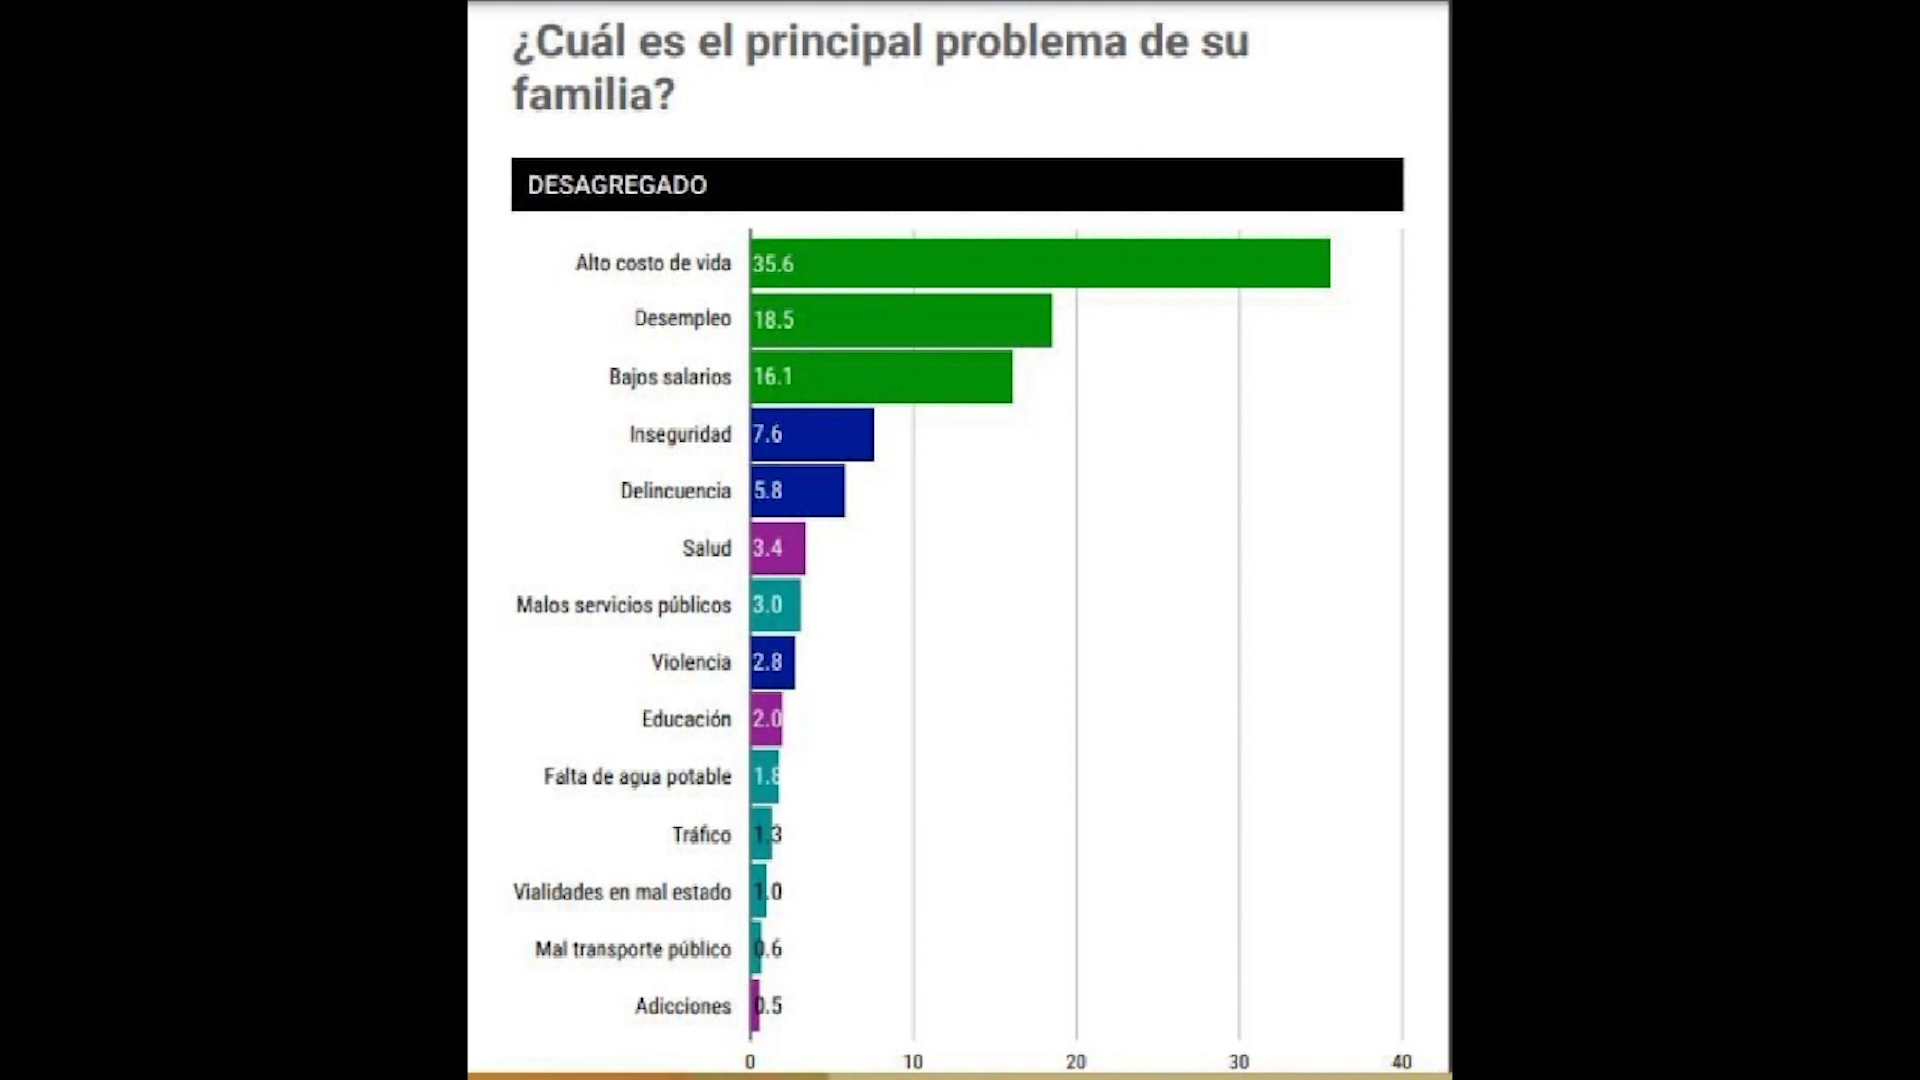 ¿Cuál es el principal problema de su
familia?
DESAGREGADO
Alto costo de vida 35.6
Desempleo 18.5
Bajos salarios 16.1
Inseguridad 7.6
Delincuencia 5.8
Salud 3.4
Malos servicios públicos 3.0
Violencia 2.8
Educación 2.0
Falta de agua potable 1.8
Tráfico 1.3
Vialidades en mal estado 1.0
Mal transporte público 0.6
Adicciones 0.5
0 10 20 30 40